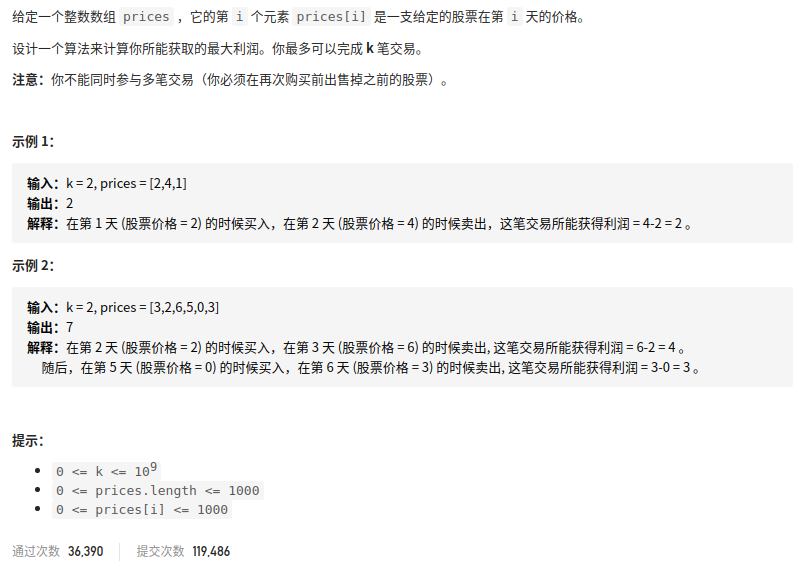 给定一个整数数组 prices ，它的第 i 个元素 prices[i] 是一支给定的股票在第 i 天的价格。
设计一个算法来计算你所能获取的最大利润。你最多可以完成 k 笔交易。
注意：你不能同时参与多笔交易（你必须在再次购买前出售掉之前的股票）。
示例 1：
输入：k = 2, prices = [2,4,1]
输出：2
解释：在第 1 天 (股票价格 = 2) 的时候买入，在第 2 天 (股票价格 = 4) 的时候卖出，这笔交易所能获得利润 = 4-2 = 2 。
示例 2：
输入：k = 2, prices = [3,2,6,5,0,3]
输出：7
解释：在第 2 天 (股票价格 = 2) 的时候买入，在第 3 天 (股票价格 = 6) 的时候卖出, 这笔交易所能获得利润 = 6-2 = 4 。
随后，在第 5 天 (股票价格 = 0) 的时候买入，在第 6 天 (股票价格 = 3) 的时候卖出, 这笔交易所能获得利润 = 3-0 = 3 。
提示：
• 0 <= k <= 10⁹
• 0 <= prices.length <= 1000
• 0 <= prices[i] <= 1000
通过次数 36,390 提交次数 119,486